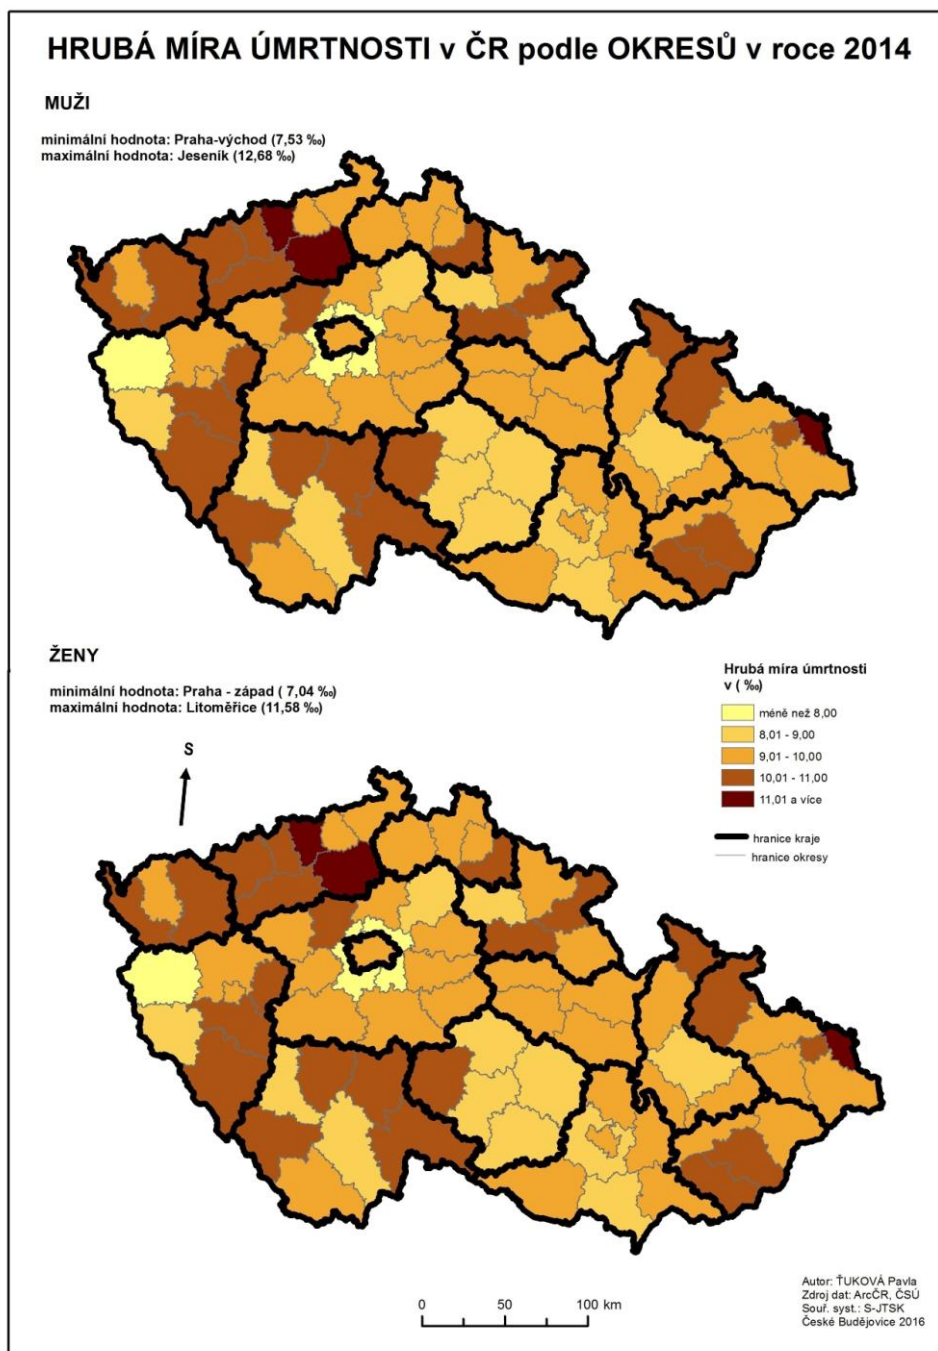 HRUBÁ MÍRA ÚMRTNOSTI v ČR podle OKRESŮ v roce 2014
MUŽI
minimální hodnota: Praha-východ (7,53 ‰)
maximální hodnota: Jeseník (12,68 ‰)
ŽENY
minimální hodnota: Praha - západ ( 7,04 ‰)
maximální hodnota: Litoměřice (11,58 ‰)
S
Hrubá míra úmrtnosti
v ( ‰)
méně než 8,00
8,01 - 9,00
9,01 - 10,00
10,01 - 11,00
11,01 a více
hranice kraje
hranice okresy
0 50 100 km
Autor: ŤUKOVÁ Pavla
Zdroj dat: ArcČR, ČSÚ
Souř. syst.: S-JTSK
České Budějovice 2016